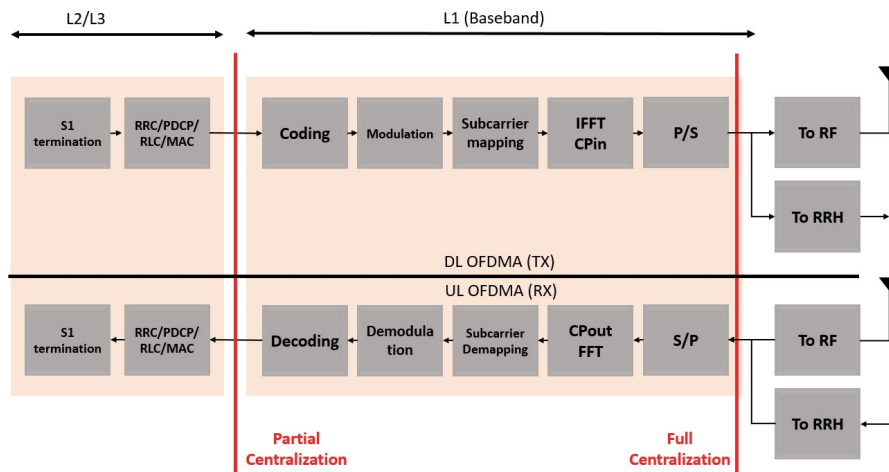 L2/L3
L1 (Baseband)
S1
termination
RRC/PDCP/
RLC/MAC
Coding
Modulation
Subcarrier
mapping
IFFT
CPin
P/S
To RF
To RRH
DL OFDMA (TX)
UL OFDMA (RX)
S1
termination
RRC/PDCP/
RLC/MAC
Decoding
Demodula
tion
Subcarrier
Demapping
CPout
FFT
S/P
To RF
To RRH
Partial
Centralization
Full
Centralization